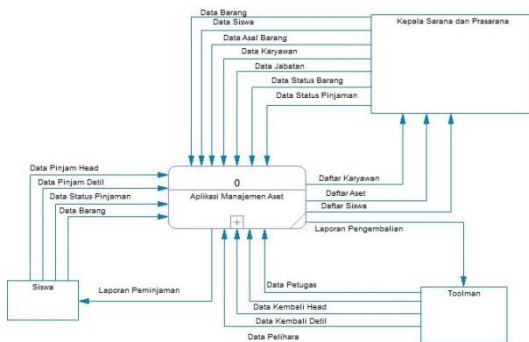 Data Barang
Data Siswa
Data Asal Barang
Data Karyawan
Data Jabatan
Data Status Barang
Data Status Pinjaman
Kepala Sarana dan Prasarana
Data Pinjam Head
Data Pinjam Detil
Data Status Pinjaman
Data Barang
0
Aplikasi Manajemen Aset
Daftar Karyawan
Daftar Aset
Daftar Siswa
Laporan Pengembalian
Siswa
Laporan Peminjaman
Data Petugas
Data Kembali Head
Data Kembali Detil
Data Pelihara
Toolman